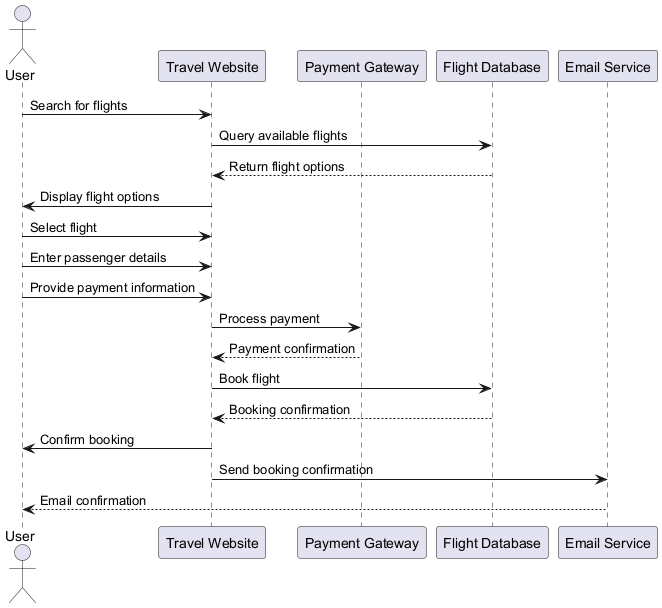 User
Travel Website
Payment Gateway
Flight Database
Email Service
Search for flights
Query available flights
Return flight options
Display flight options
Select flight
Enter passenger details
Provide payment information
Process payment
Payment confirmation
Book flight
Booking confirmation
Confirm booking
Send booking confirmation
Email confirmation
User
Travel Website
Payment Gateway
Flight Database
Email Service